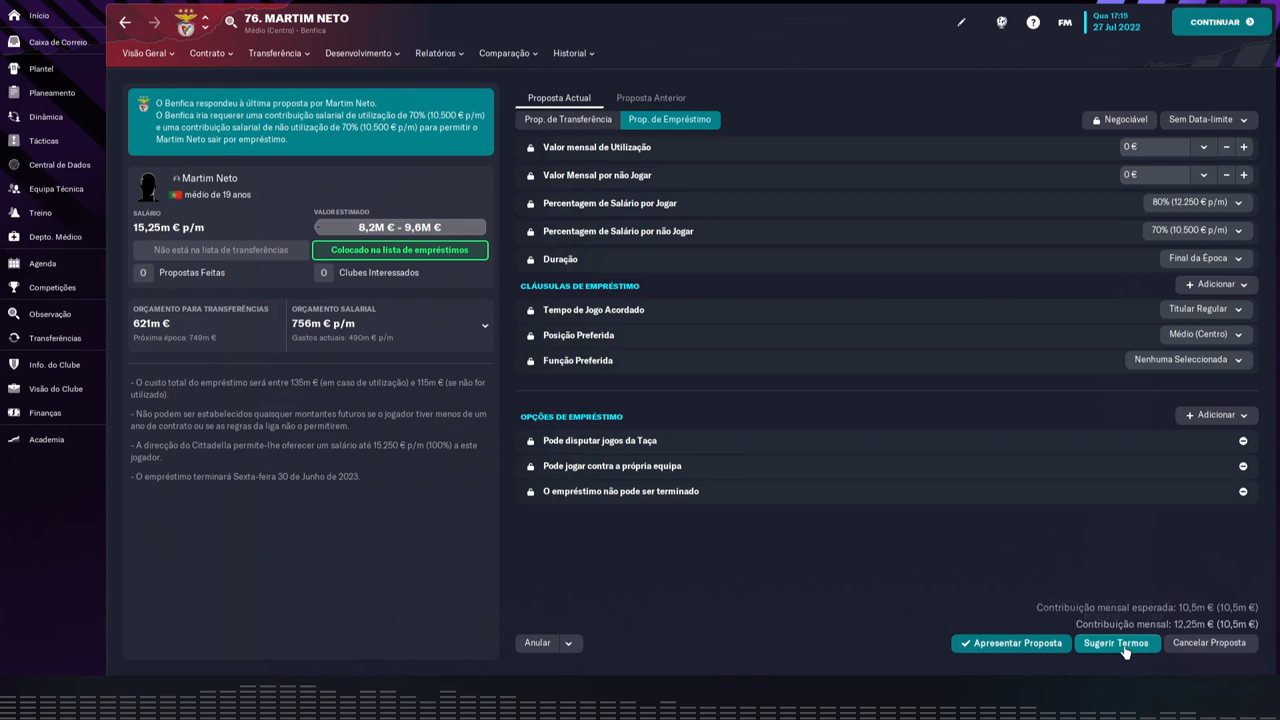 Início
Caixa de Correio
Plantel
Planeamento
Dinâmica
Tácticas
Central de Dados
Equipa Técnica
Treino
Depto. Médico
Agenda
Competições
Observação
Transferências
Info. do Clube
Visão do Clube
Finanças
Academia
76. MARTIM NETO
Médio (Centro) - Benfica
FM
Qua 17:15
27 Jul 2022
CONTINUAR
Visão Geral
Contrato
Transferência
Desenvolvimento
Relatórios
Comparação
Historial
O Benfica respondeu à última proposta por Martim Neto.
O Benfica iria requerer uma contribuição salarial de utilização de 70% (10.500 € p/m)
e uma contribuição salarial de não utilização de 70% (10.500 € p/m) para permitir o
Martim Neto sair por empréstimo.
Martim Neto
médio de 19 anos
SALÁRIO
15,25m € p/m
VALOR ESTIMADO
8,2M € - 9,6M €
Não está na lista de transferências
Colocado na lista de empréstimos
0 Propostas Feitas
0 Clubes Interessados
ORÇAMENTO PARA TRANSFERÊNCIAS
621m €
Próxima época: 749m €
ORÇAMENTO SALARIAL
756m € p/m
Gastos actuais: 490m € p/m
- O custo total do empréstimo será entre 135m € (em caso de utilização) e 115m € (se não for
utilizado).
- Não podem ser estabelecidos quaisquer montantes futuros se o jogador tiver menos de
um ano de contrato ou se as regras da liga não o permitirem.
- A direcção do Cittadella permite-lhe oferecer um salário até 15.250 € p/m (100%) a este
jogador.
- O empréstimo terminará Sexta-feira 30 de Junho de 2023.
Proposta Actual
Proposta Anterior
Prop. de Transferência
Prop. de Empréstimo
Negociável
Sem Data-limite
Valor mensal de Utilização
0 €
Valor Mensal por não Jogar
0 €
Percentagem de Salário por Jogar
80% (12.250 € p/m)
Percentagem de Salário por não Jogar
70% (10.500 € p/m)
Duração
Final da Época
CLÁUSULAS DE EMPRÉSTIMO
Adicionar
Tempo de Jogo Acordado
Titular Regular
Posição Preferida
Médio (Centro)
Função Preferida
Nenhuma Seleccionada
OPÇÕES DE EMPRÉSTIMO
Adicionar
Pode disputar jogos da Taça
Pode jogar contra a própria equipa
O empréstimo não pode ser terminado
Contribuição mensal esperada: 10,5m € (10,5m €)
Contribuição mensal: 12,25m € (10,5m €)
Anular
Apresentar Proposta
Sugerir Termos
Cancelar Proposta